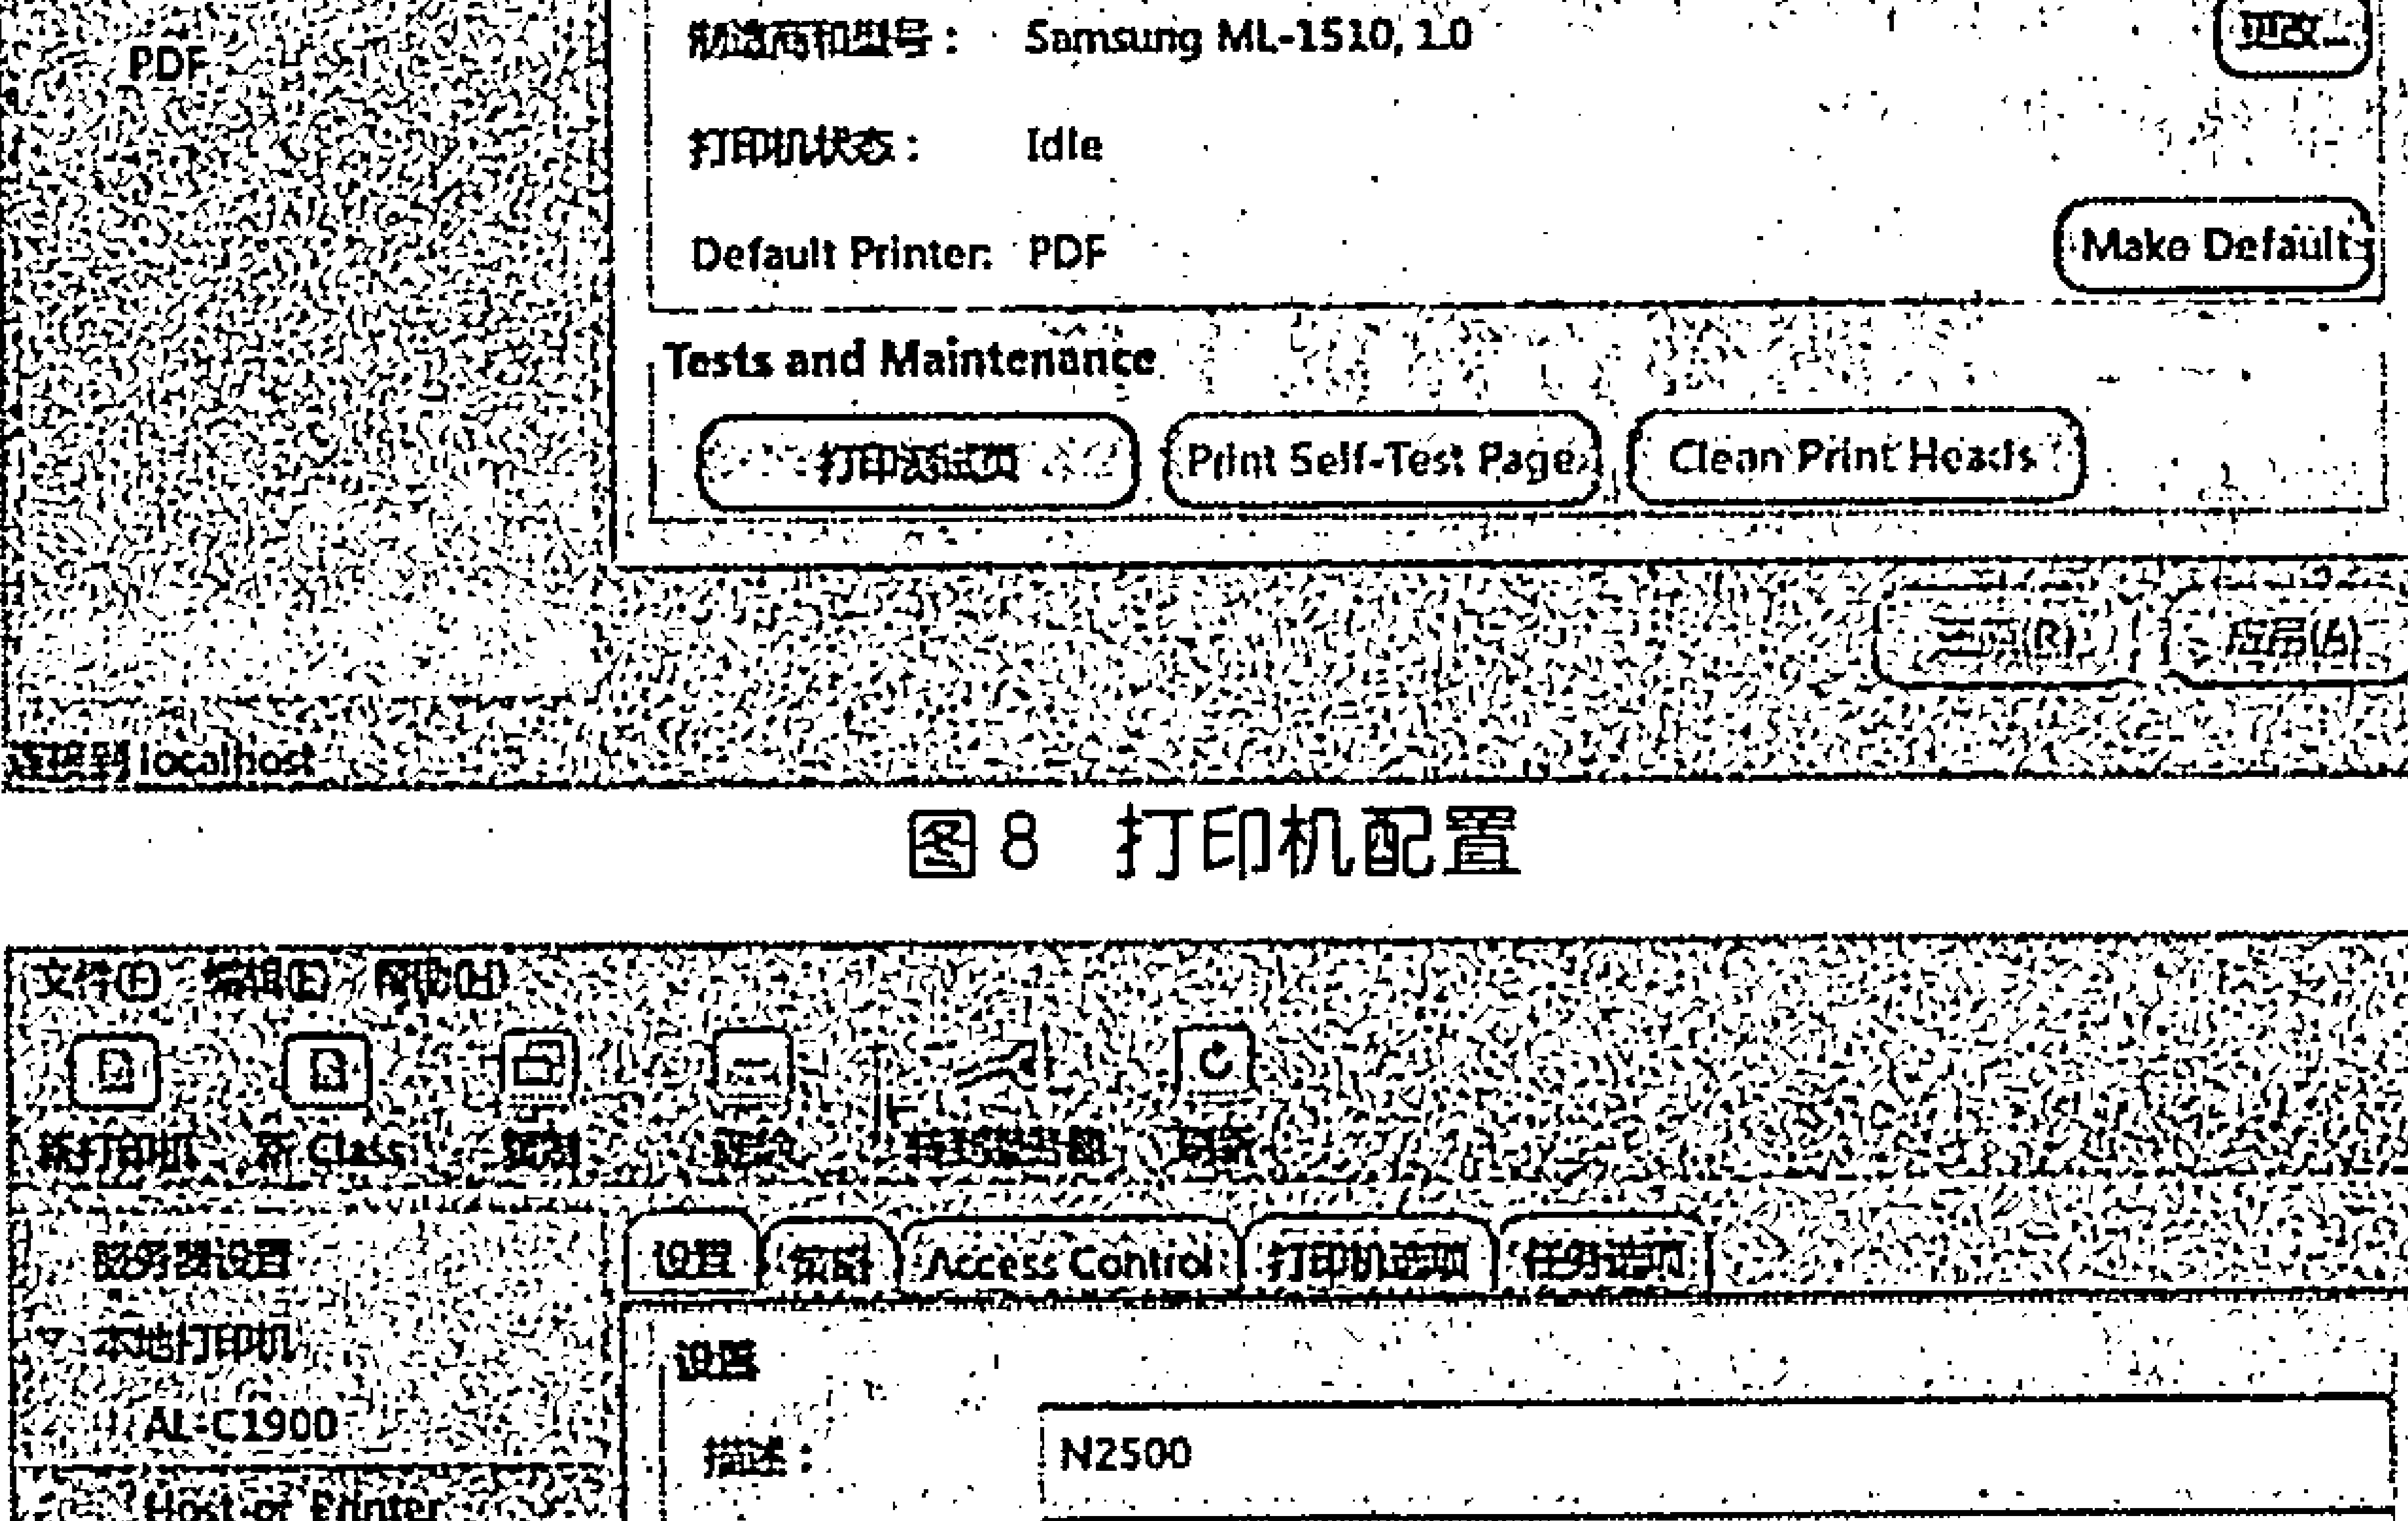 PDF
制造商和型号： Samsung ML-1510, 1.0 更改...
打印机状态： Idle
Default Printer: PDF Make Default
Tests and Maintenance
打印测试页 Print Self-Test Page Clean Print Heads
(R) 应用(A)
连接到 localhost
图 8 打印机配置
文件(F) 编辑(E) 帮助(H)
新打印机 新 Class 复制 刷新
服务器设置
设置 策略 Access Control 打印机选项 任务选项
本地打印机
设置
AL-C1900
描述： N2500
Host or Printer